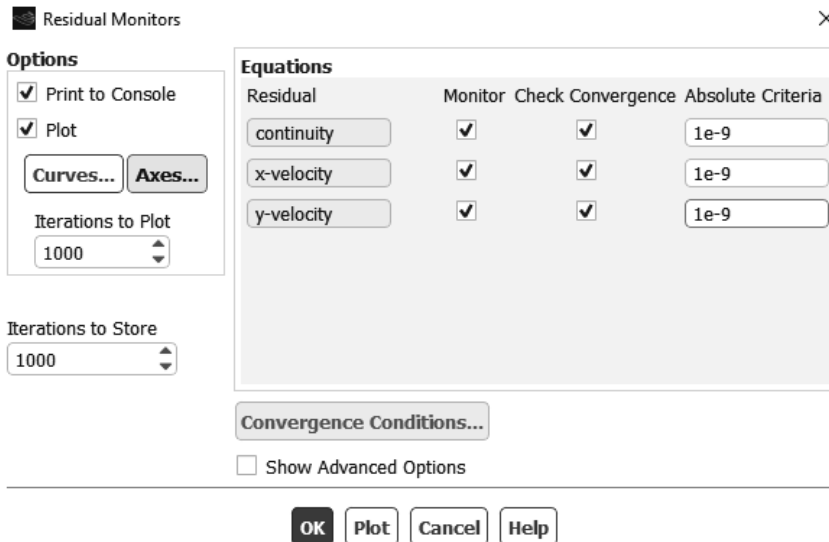 Residual Monitors
Options
Print to Console
Plot
Curves... Axes...
Iterations to Plot
1000
Iterations to Store
1000
Equations
Residual Monitor Check Convergence Absolute Criteria
continuity 1e-9
x-velocity 1e-9
y-velocity 1e-9
Convergence Conditions...
Show Advanced Options
OK Plot Cancel Help